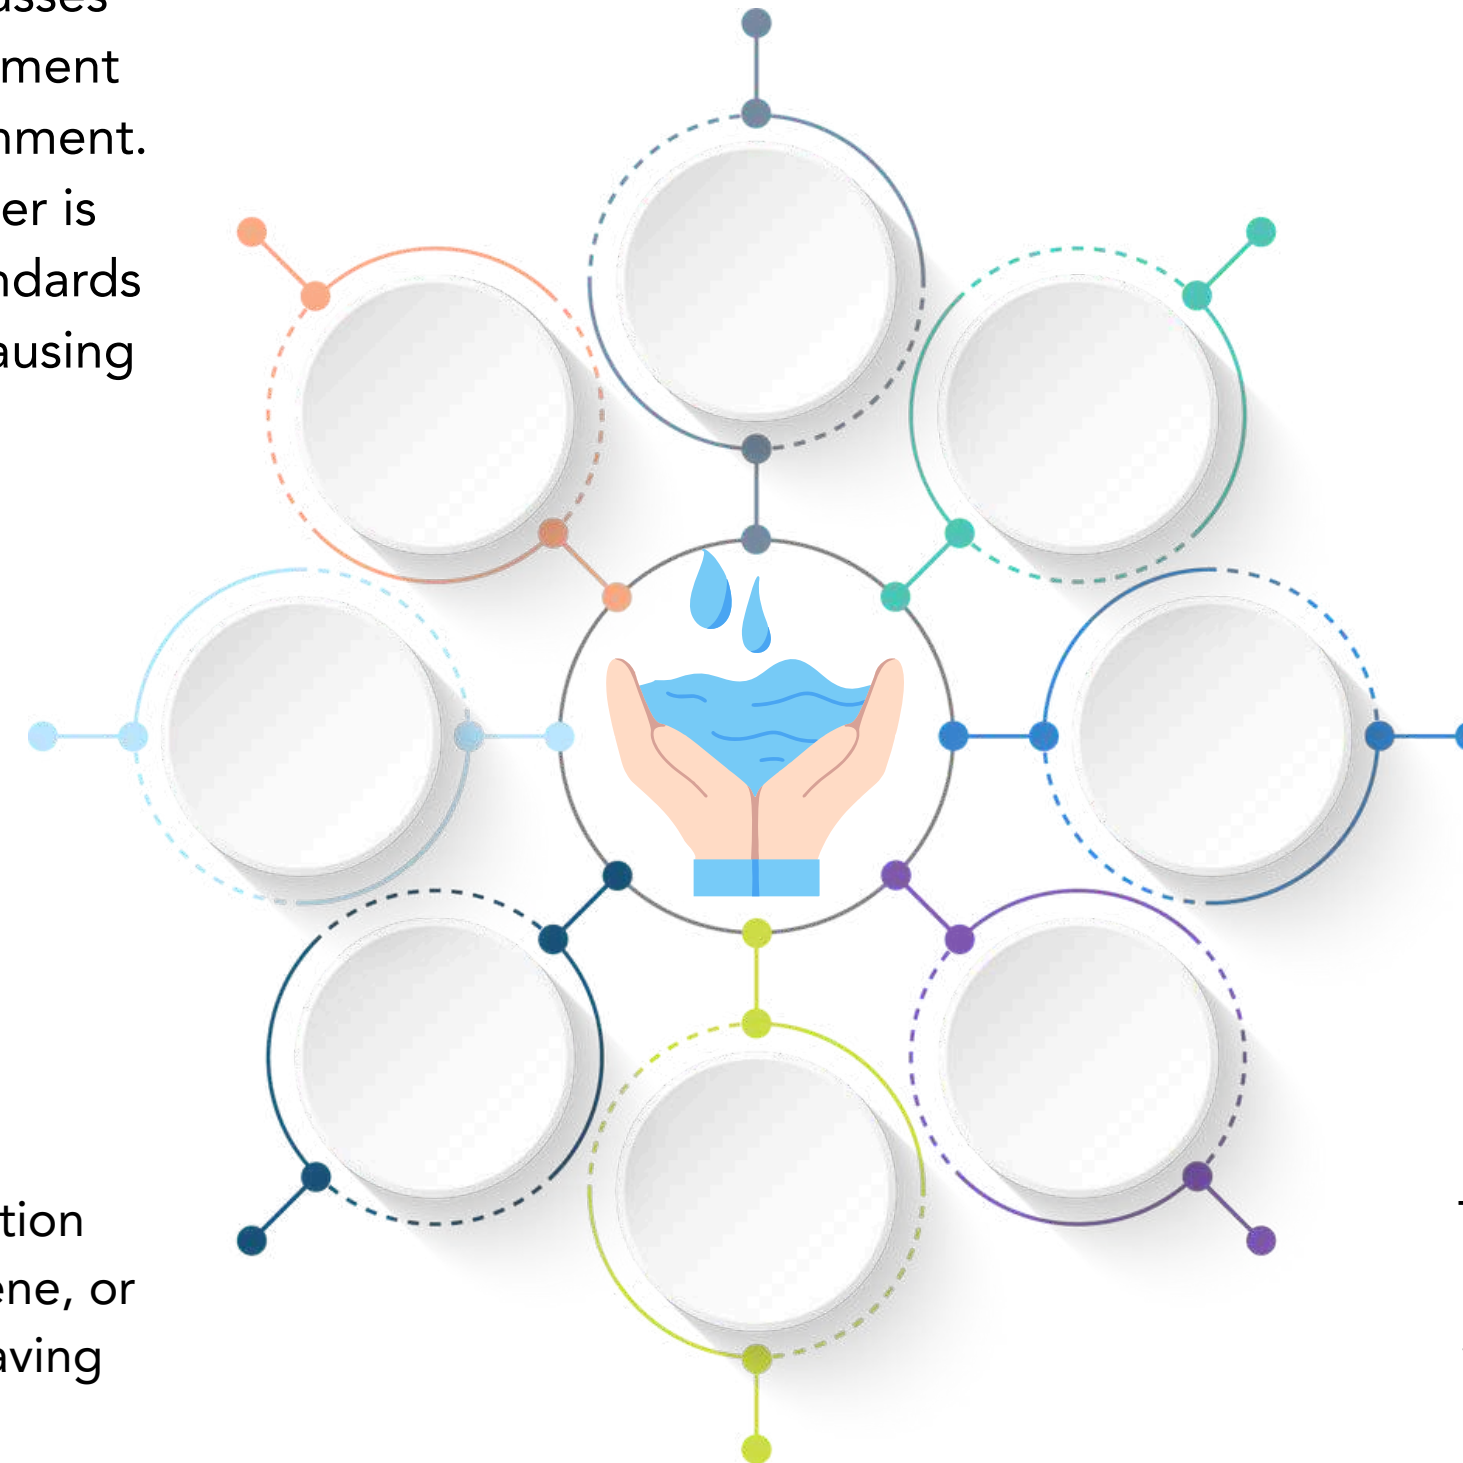 ment
nment.
er is
ndards
ausing
tion
ene, or
aving